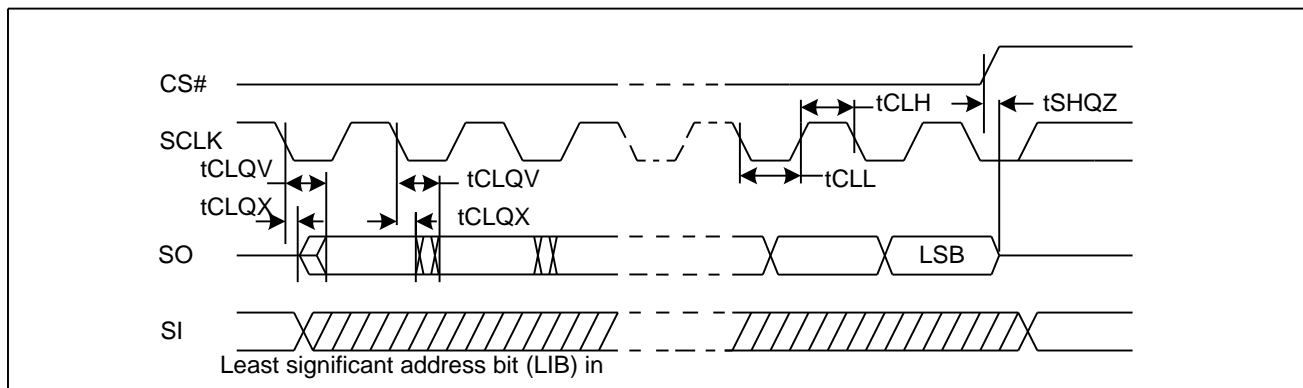 CS#
tCLH
tSHQZ
SCLK
tCLQV
tCLQV
tCLL
tCLQX
tCLQX
SO
LSB
SI
Least significant address bit (LIB) in